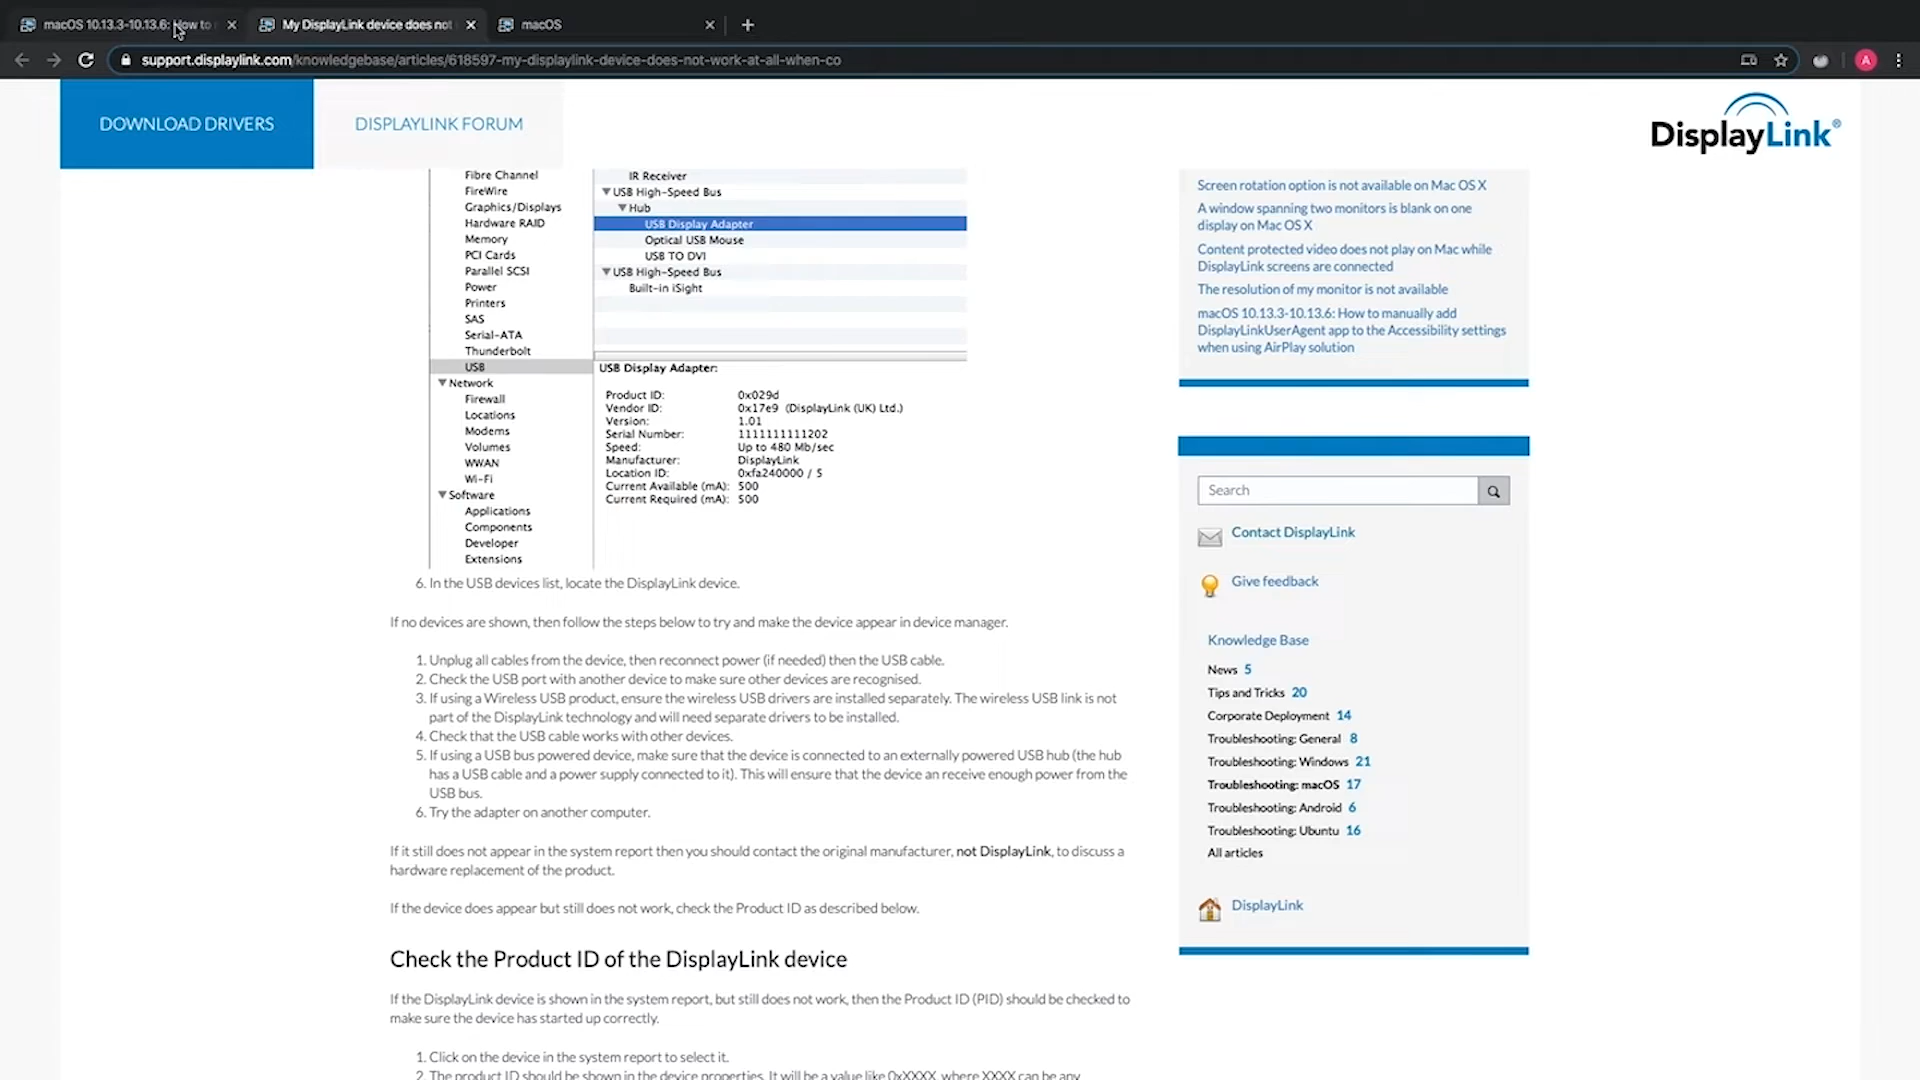 macOS 10.13.3-10.13.6: How to
My DisplayLink device does not
macOS
support.displaylink.com/knowledgebase/articles/618597-my-displaylink-device-does-not-work-at-all-when-co
A
DOWNLOAD DRIVERS
DISPLAYLINK FORUM
DisplayLink®
Fibre Channel
FireWire
Graphics/Displays
Hardware RAID
Memory
PCI Cards
Parallel SCSI
Power
Printers
SAS
Serial-ATA
Thunderbolt
USB
Network
Firewall
Locations
Modems
Volumes
WWAN
Wi-Fi
Software
Applications
Components
Developer
Extensions
IR Receiver
USB High-Speed Bus
Hub
USB Display Adapter
Optical USB Mouse
USB TO DVI
USB High-Speed Bus
Built-in iSight
USB Display Adapter:
Product ID: 0x029d
Vendor ID: 0x17e9 (DisplayLink (UK) Ltd.)
Version: 1.01
Serial Number: 1111111111202
Speed: Up to 480 Mb/sec
Manufacturer: DisplayLink
Location ID: 0xfa240000 / 5
Current Available (mA): 500
Current Required (mA): 500
6. In the USB devices list, locate the DisplayLink device.
If no devices are shown, then follow the steps below to try and make the device appear in device manager.
1. Unplug all cables from the device, then reconnect power (if needed) then the USB cable.
2. Check the USB port with another device to make sure other devices are recognised.
3. If using a Wireless USB product, ensure the wireless USB drivers are installed separately. The wireless USB link is not
part of the DisplayLink technology and will need separate drivers to be installed.
4. Check that the USB cable works with other devices.
5. If using a USB bus powered device, make sure that the device is connected to an externally powered USB hub (the hub
has a USB cable and a power supply connected to it). This will ensure that the device an receive enough power from the
USB bus.
6. Try the adapter on another computer.
If it still does not appear in the system report then you should contact the original manufacturer, not DisplayLink, to discuss a
hardware replacement of the product.
If the device does appear but still does not work, check the Product ID as described below.
Check the Product ID of the DisplayLink device
If the DisplayLink device is shown in the system report, but still does not work, then the Product ID (PID) should be checked to
make sure the device has started up correctly.
1. Click on the device in the system report to select it.
2. The product ID should be shown in the device properties. It will be a value like 0xXXXX, where XXXX can be any
Screen rotation option is not available on Mac OS X
A window spanning two monitors is blank on one
display on Mac OS X
Content protected video does not play on Mac while
DisplayLink screens are connected
The resolution of my monitor is not available
macOS 10.13.3-10.13.6: How to manually add
DisplayLinkUserAgent app to the Accessibility settings
when using AirPlay solution
Search
Contact DisplayLink
Give feedback
Knowledge Base
News 5
Tips and Tricks 20
Corporate Deployment 14
Troubleshooting: General 8
Troubleshooting: Windows 21
Troubleshooting: macOS 17
Troubleshooting: Android 6
Troubleshooting: Ubuntu 16
All articles
DisplayLink